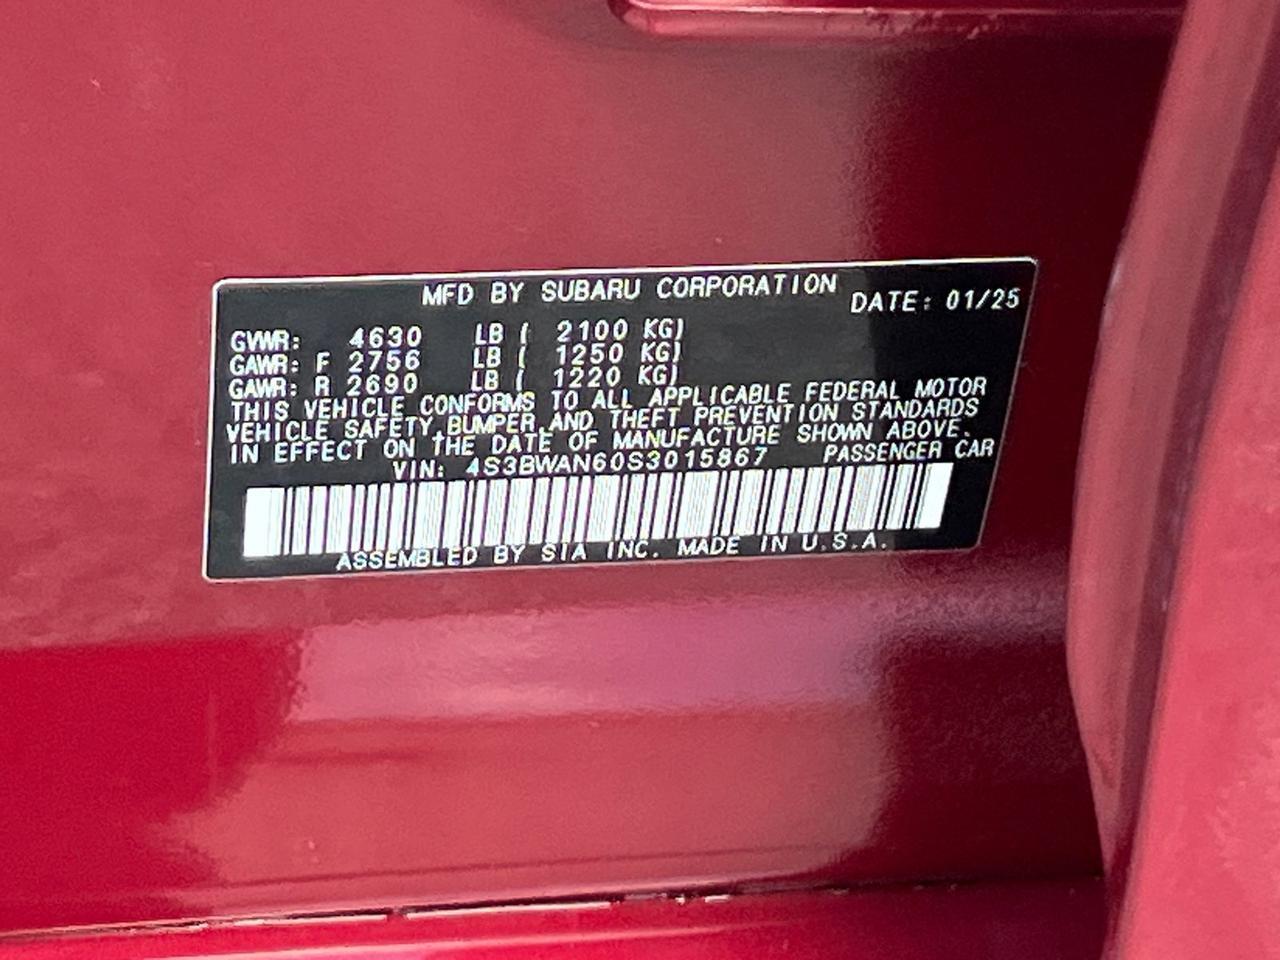 MFD BY SUBARU CORPORATION DATE: 01/25
GVWR: 4630 LB ( 2100 KG)
GAWR: F 2756 LB ( 1250 KG)
GAWR: R 2690 LB ( 1220 KG)
THIS VEHICLE CONFORMS TO ALL APPLICABLE FEDERAL MOTOR
VEHICLE SAFETY, BUMPER, AND THEFT PREVENTION STANDARDS
IN EFFECT ON tHE DATE OF MANUFACTURE SHOWN ABOVE.
VIN: 4S3BWAN60S3015867 PASSENGER CAR
ASSEMBLED BY SIA INC. MADE IN U.S.A.